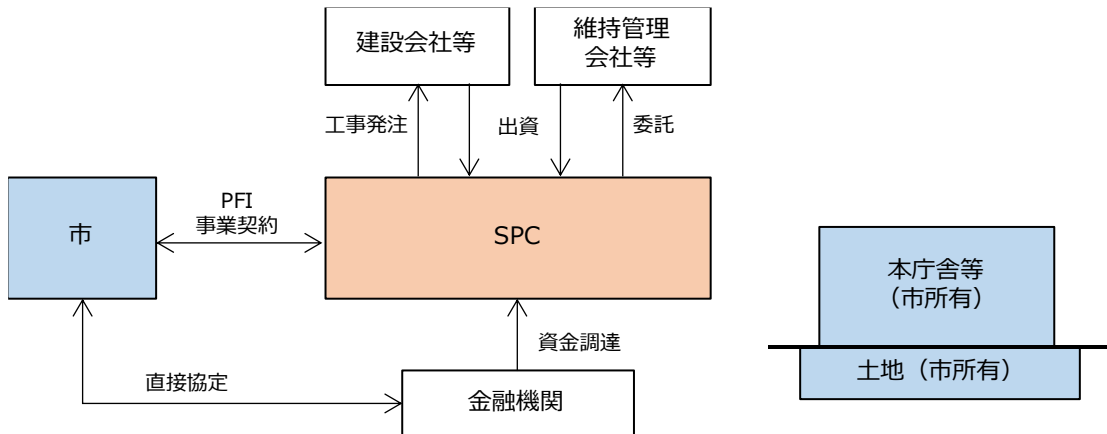 建設会社等
維持管理
会社等
工事発注
出資
委託
市
PFI
事業契約
SPC
本庁舎等
（市所有）
土地（市所有）
資金調達
直接協定
金融機関